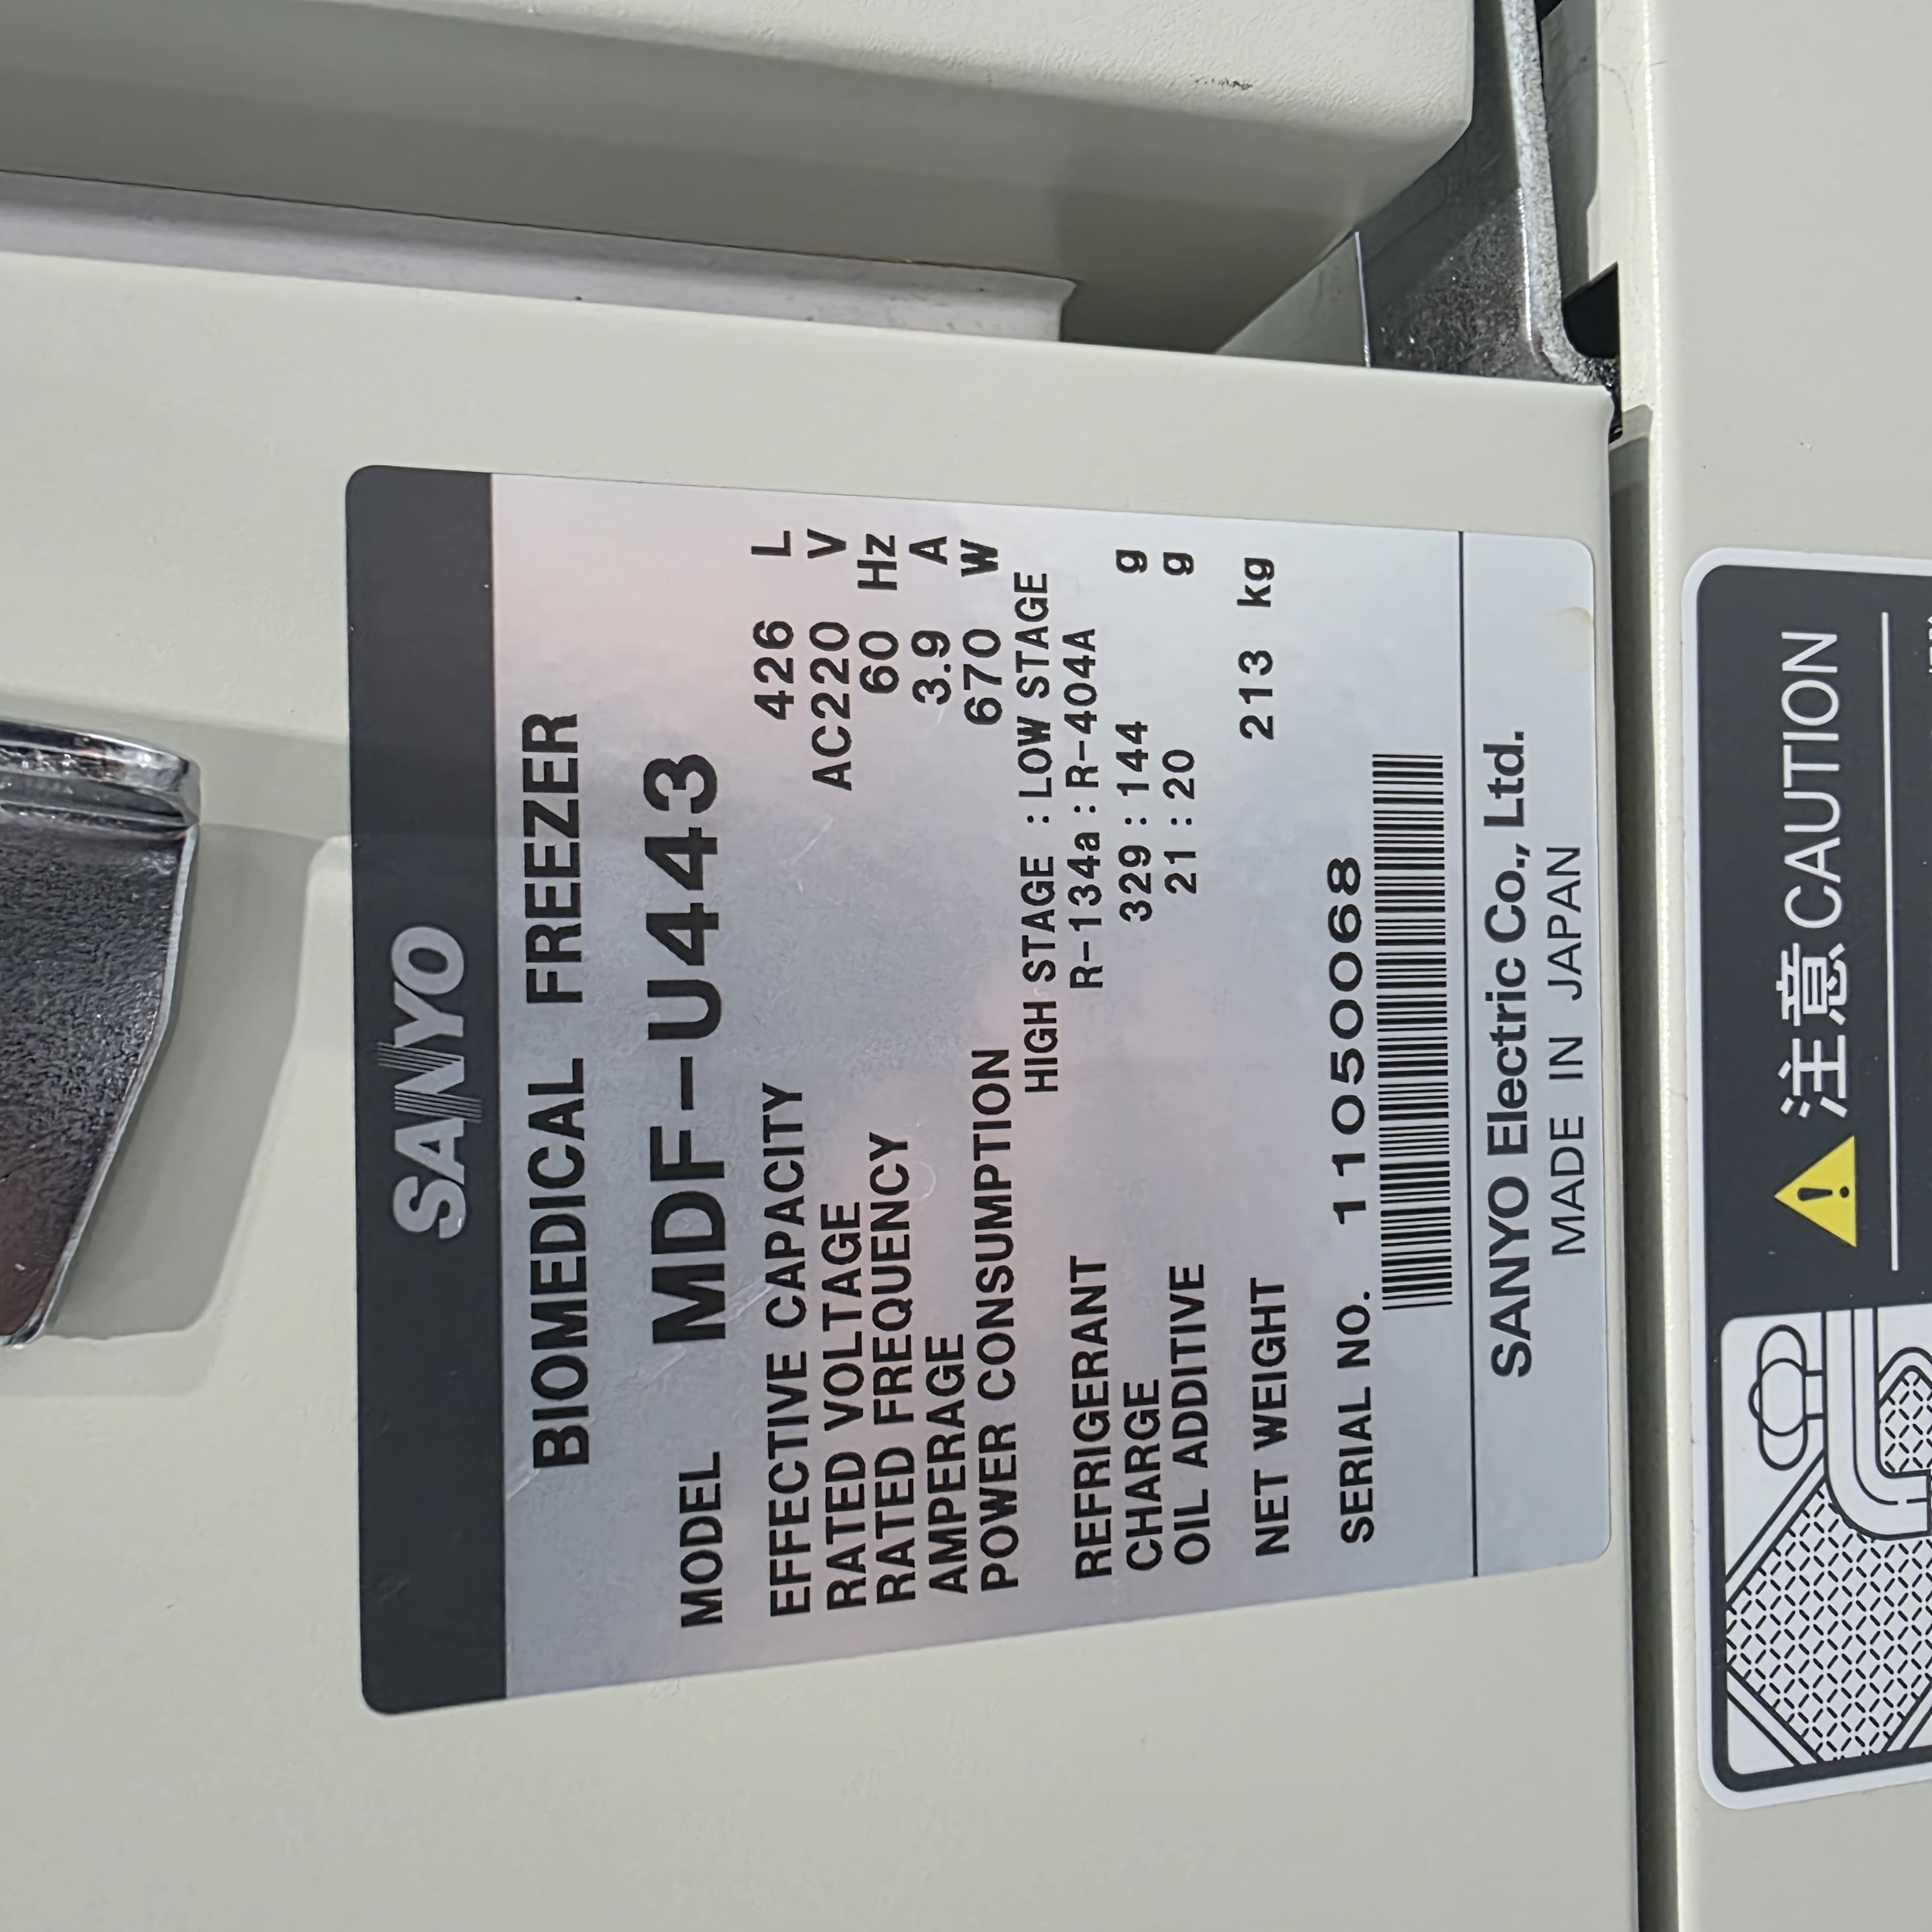 SANYO
BIOMEDICAL FREEZER
MODEL MDF-U443
EFFECTIVE CAPACITY 426 L
RATED VOLTAGE AC220 V
RATED FREQUENCY 60 Hz
AMPERAGE 3.9 A
POWER CONSUMPTION 670 W
HIGH STAGE : LOW STAGE
REFRIGERANT R-134a : R-404A
CHARGE 329 : 144 g
OIL ADDITIVE 21 : 20 g
NET WEIGHT 213 kg
SERIAL NO. 11050068
SANYO Electric Co., Ltd.
MADE IN JAPAN
注意 CAUTION